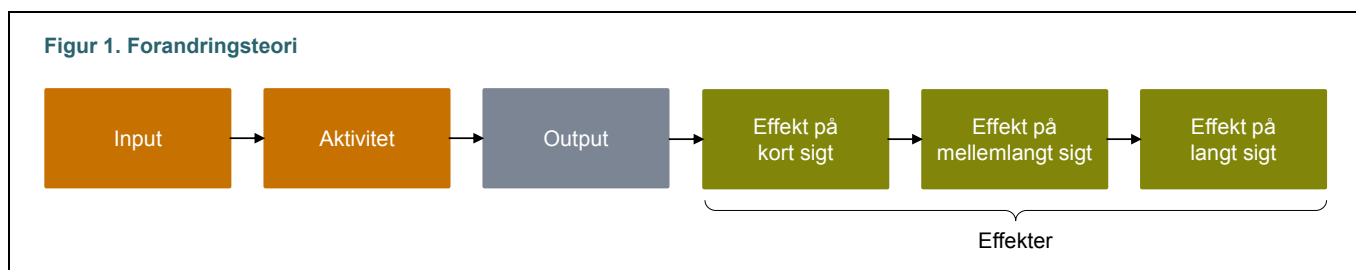 Figur 1. Forandringsteori
Input
Aktivitet
Output
Effekt på
kort sigt
Effekt på
mellemlangt sigt
Effekt på
langt sigt
Effekter